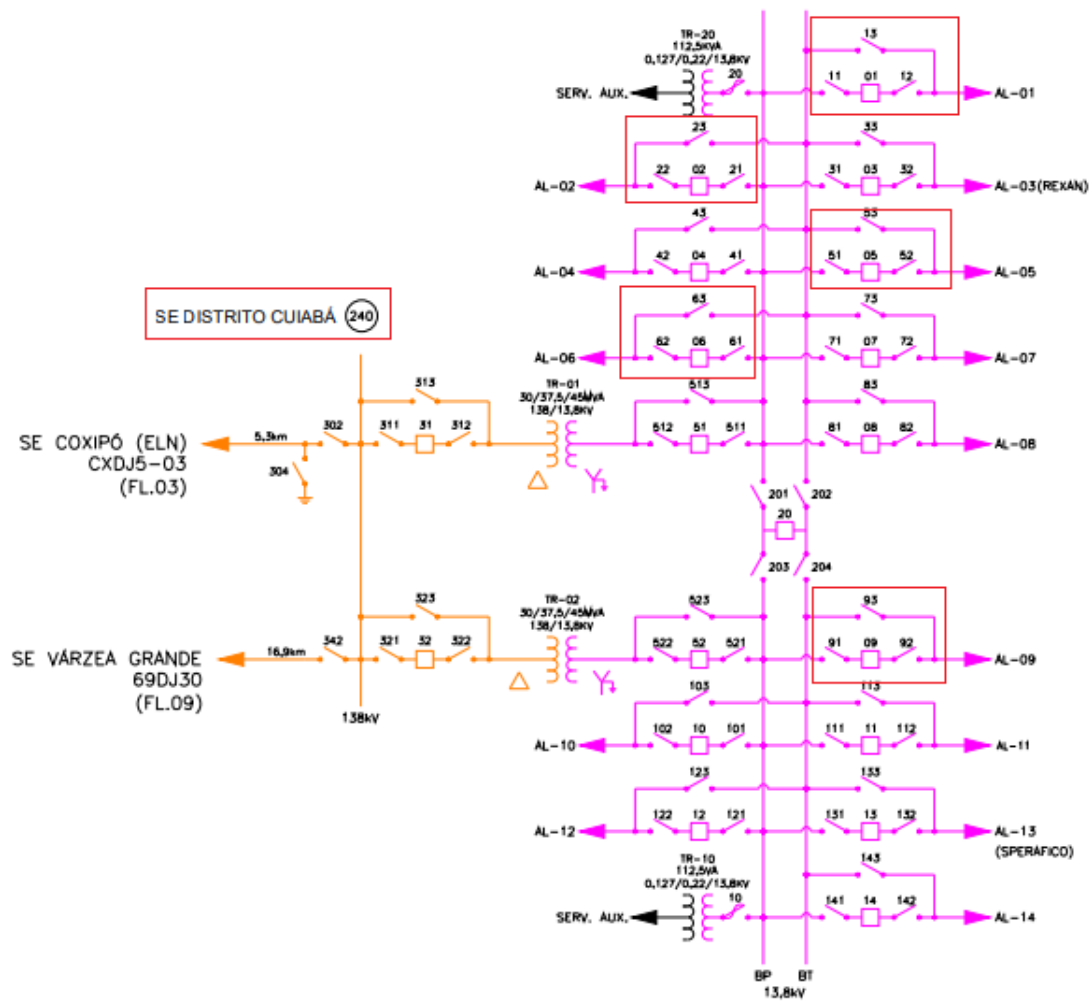 TR-20
112,5KVA
0,127/0,22/13,8KV
20
SERV. AUX.
13
11 01 12
AL-01
23
22 02 21
AL-02
33
31 03 32
AL-03(REXAN)
43
42 04 41
AL-04
53
51 05 52
AL-05
SE DISTRITO CUIABÁ 240
63
62 06 61
AL-06
73
71 07 72
AL-07
313
TR-01
30/37,5/45MVA
138/13,8KV
513
83
SE COXIPÓ (ELN)
CXDJ5-03
(FL.03)
5,3km
302
304
311 31 312
512 51 511
81 08 82
AL-08
201 202
20
203 204
323
TR-02
30/37,5/45MVA
138/13,8KV
523
93
SE VÁRZEA GRANDE
69DJ30
(FL.09)
16,9km
342
321 32 322
522 52 521
91 09 92
AL-09
138kV
103
102 10 101
AL-10
113
111 11 112
AL-11
123
122 12 121
AL-12
133
131 13 132
AL-13
(SPERÁFICO)
TR-10
112,5VA
0,127/0,22/13,8KV
10
SERV. AUX.
143
141 14 142
AL-14
BP BT
13,8kV